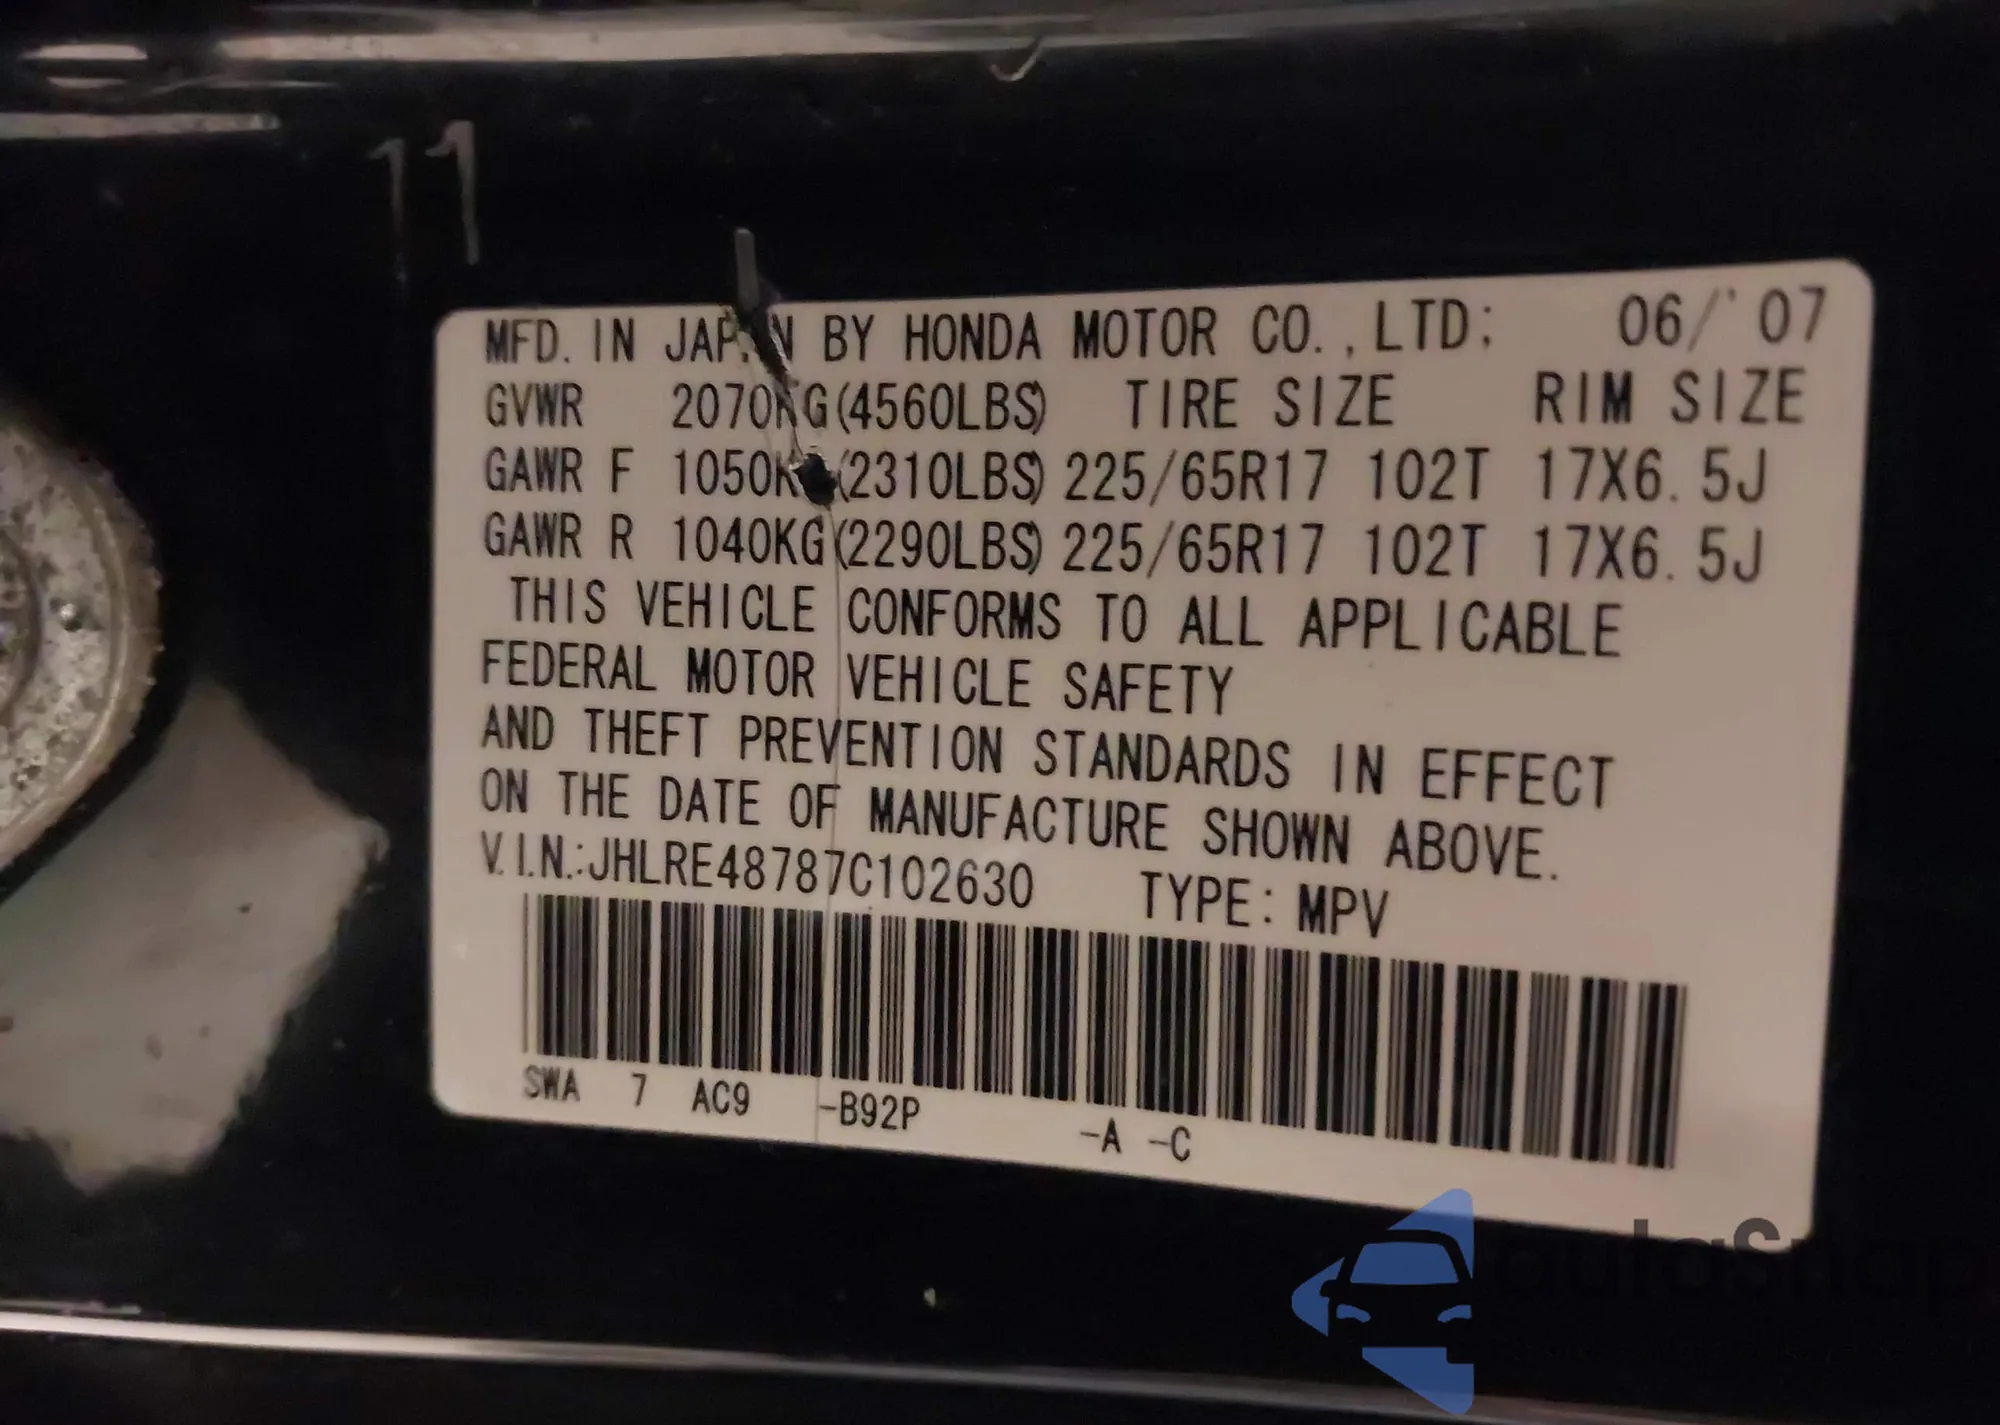 11
MFD. IN JAPAN BY HONDA MOTOR CO.,LTD; 06/'07
GVWR 2070KG(4560LBS) TIRE SIZE RIM SIZE
GAWR F 1050KG(2310LBS) 225/65R17 102T 17X6.5J
GAWR R 1040KG(2290LBS) 225/65R17 102T 17X6.5J
THIS VEHICLE CONFORMS TO ALL APPLICABLE
FEDERAL MOTOR VEHICLE SAFETY
AND THEFT PREVENTION STANDARDS IN EFFECT
ON THE DATE OF MANUFACTURE SHOWN ABOVE.
V.I.N.:JHLRE48787C102630 TYPE: MPV
SWA 7 AC9 -B92P -A -C
autoSnap